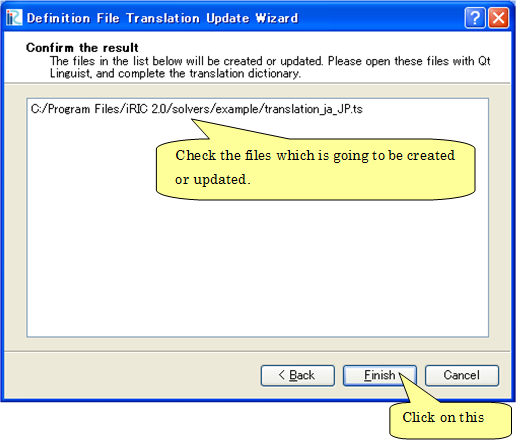 iRiC Definition File Translation Update Wizard
Confirm the result
The files in the list below will be created or updated. Please open these files with Qt
Linguist, and complete the translation dictionary.
C:/Program Files/iRIC 2.0/solvers/example/translation_ja_JP.ts
Check the files which is going to be created
or updated.
< Back Finish Cancel
Click on this